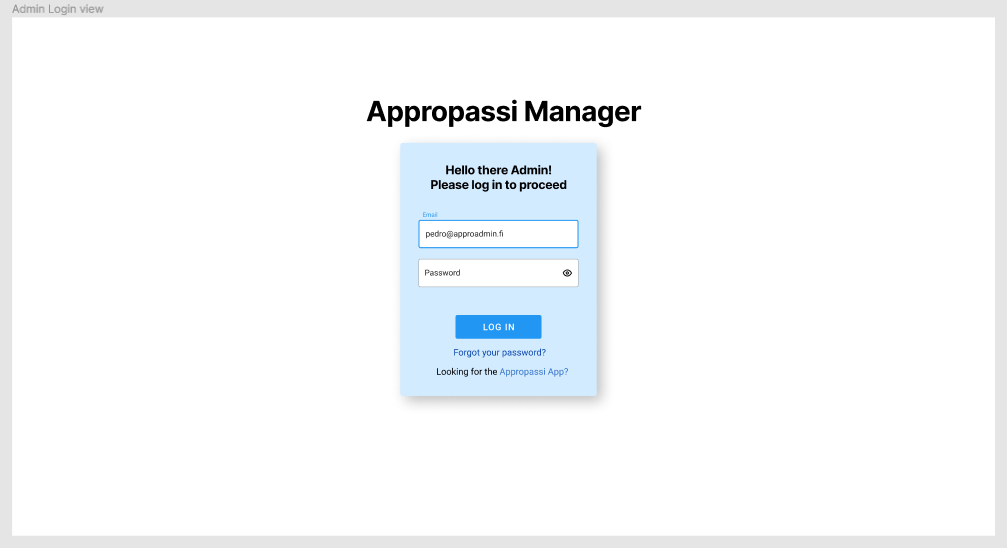 Admin Login view
Appropassi Manager
Hello there Admin!
Please log in to proceed
Email
pedro@approadmin.fi
Password
LOG IN
Forgot your password?
Looking for the Appropassi App?